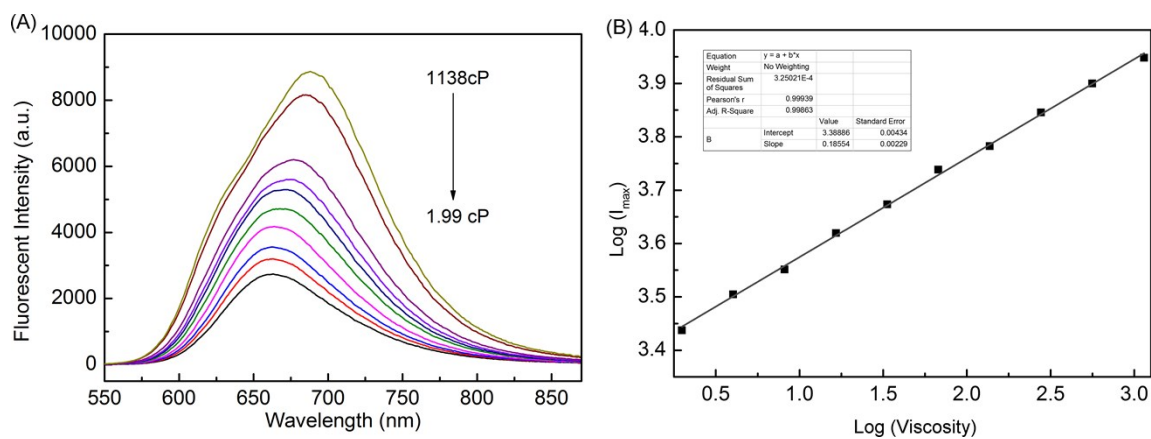 (A)
10000
8000
6000
4000
2000
0
Fluorescent Intensity (a.u.)
1138cP
1.99 cP
550 600 650 700 750 800 850
Wavelength (nm)
(B)
4.0
3.9
3.8
3.7
3.6
3.5
3.4
Log (Imax)
Equation y = a + b*x
Weight No Weighting
Residual Sum of Squares 3.25021E-4
Pearson's r 0.99939
Adj. R-Square 0.99863
Value Standard Error
B Intercept 3.38886 0.00434
Slope 0.18554 0.00229
0.5 1.0 1.5 2.0 2.5 3.0
Log (Viscosity)